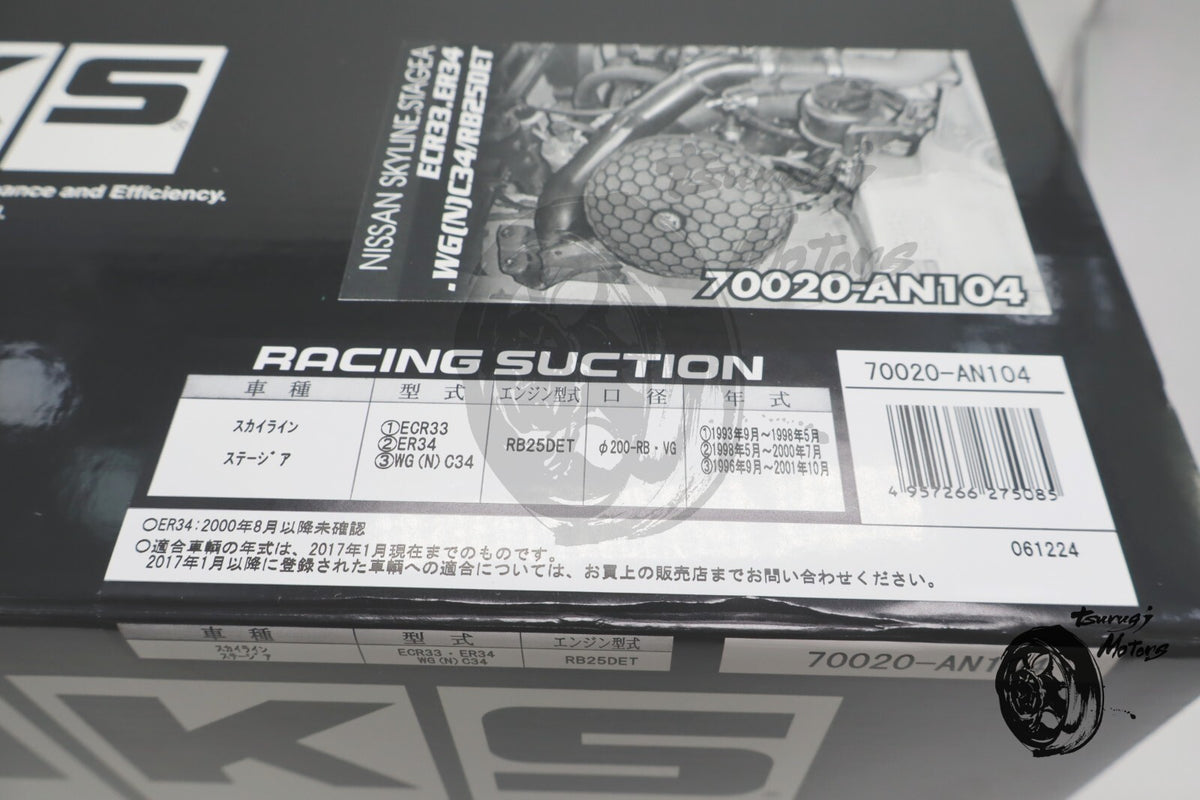 KS
ance and Efficiency.
NISSAN SKYLINE.STAGEA
ECR33.ER34
.WG(N)C34/RB25DET
70020-AN104
RACING SUCTION
車種 型式 エンジン型式 口径 年式
スカイライン
ステージア
①ECR33
②ER34
③WG(N)C34
RB25DET
φ200-RB・VG
①1993年9月～1998年5月
②1998年5月～2000年7月
③1996年9月～2001年10月
70020-AN104
4 957266 275085
○ER34:2000年8月以降未確認
○適合車輌の年式は、2017年1月現在までのものです。
2017年1月以降に登録された車輌への適合については、お買上の販売店までお問い合わせください。
061224
車種 型式 エンジン型式
スカイライン
ステージア
ECR33・ER34
WG(N)C34
RB25DET
70020-AN104
KS
Tsurugi
Motors